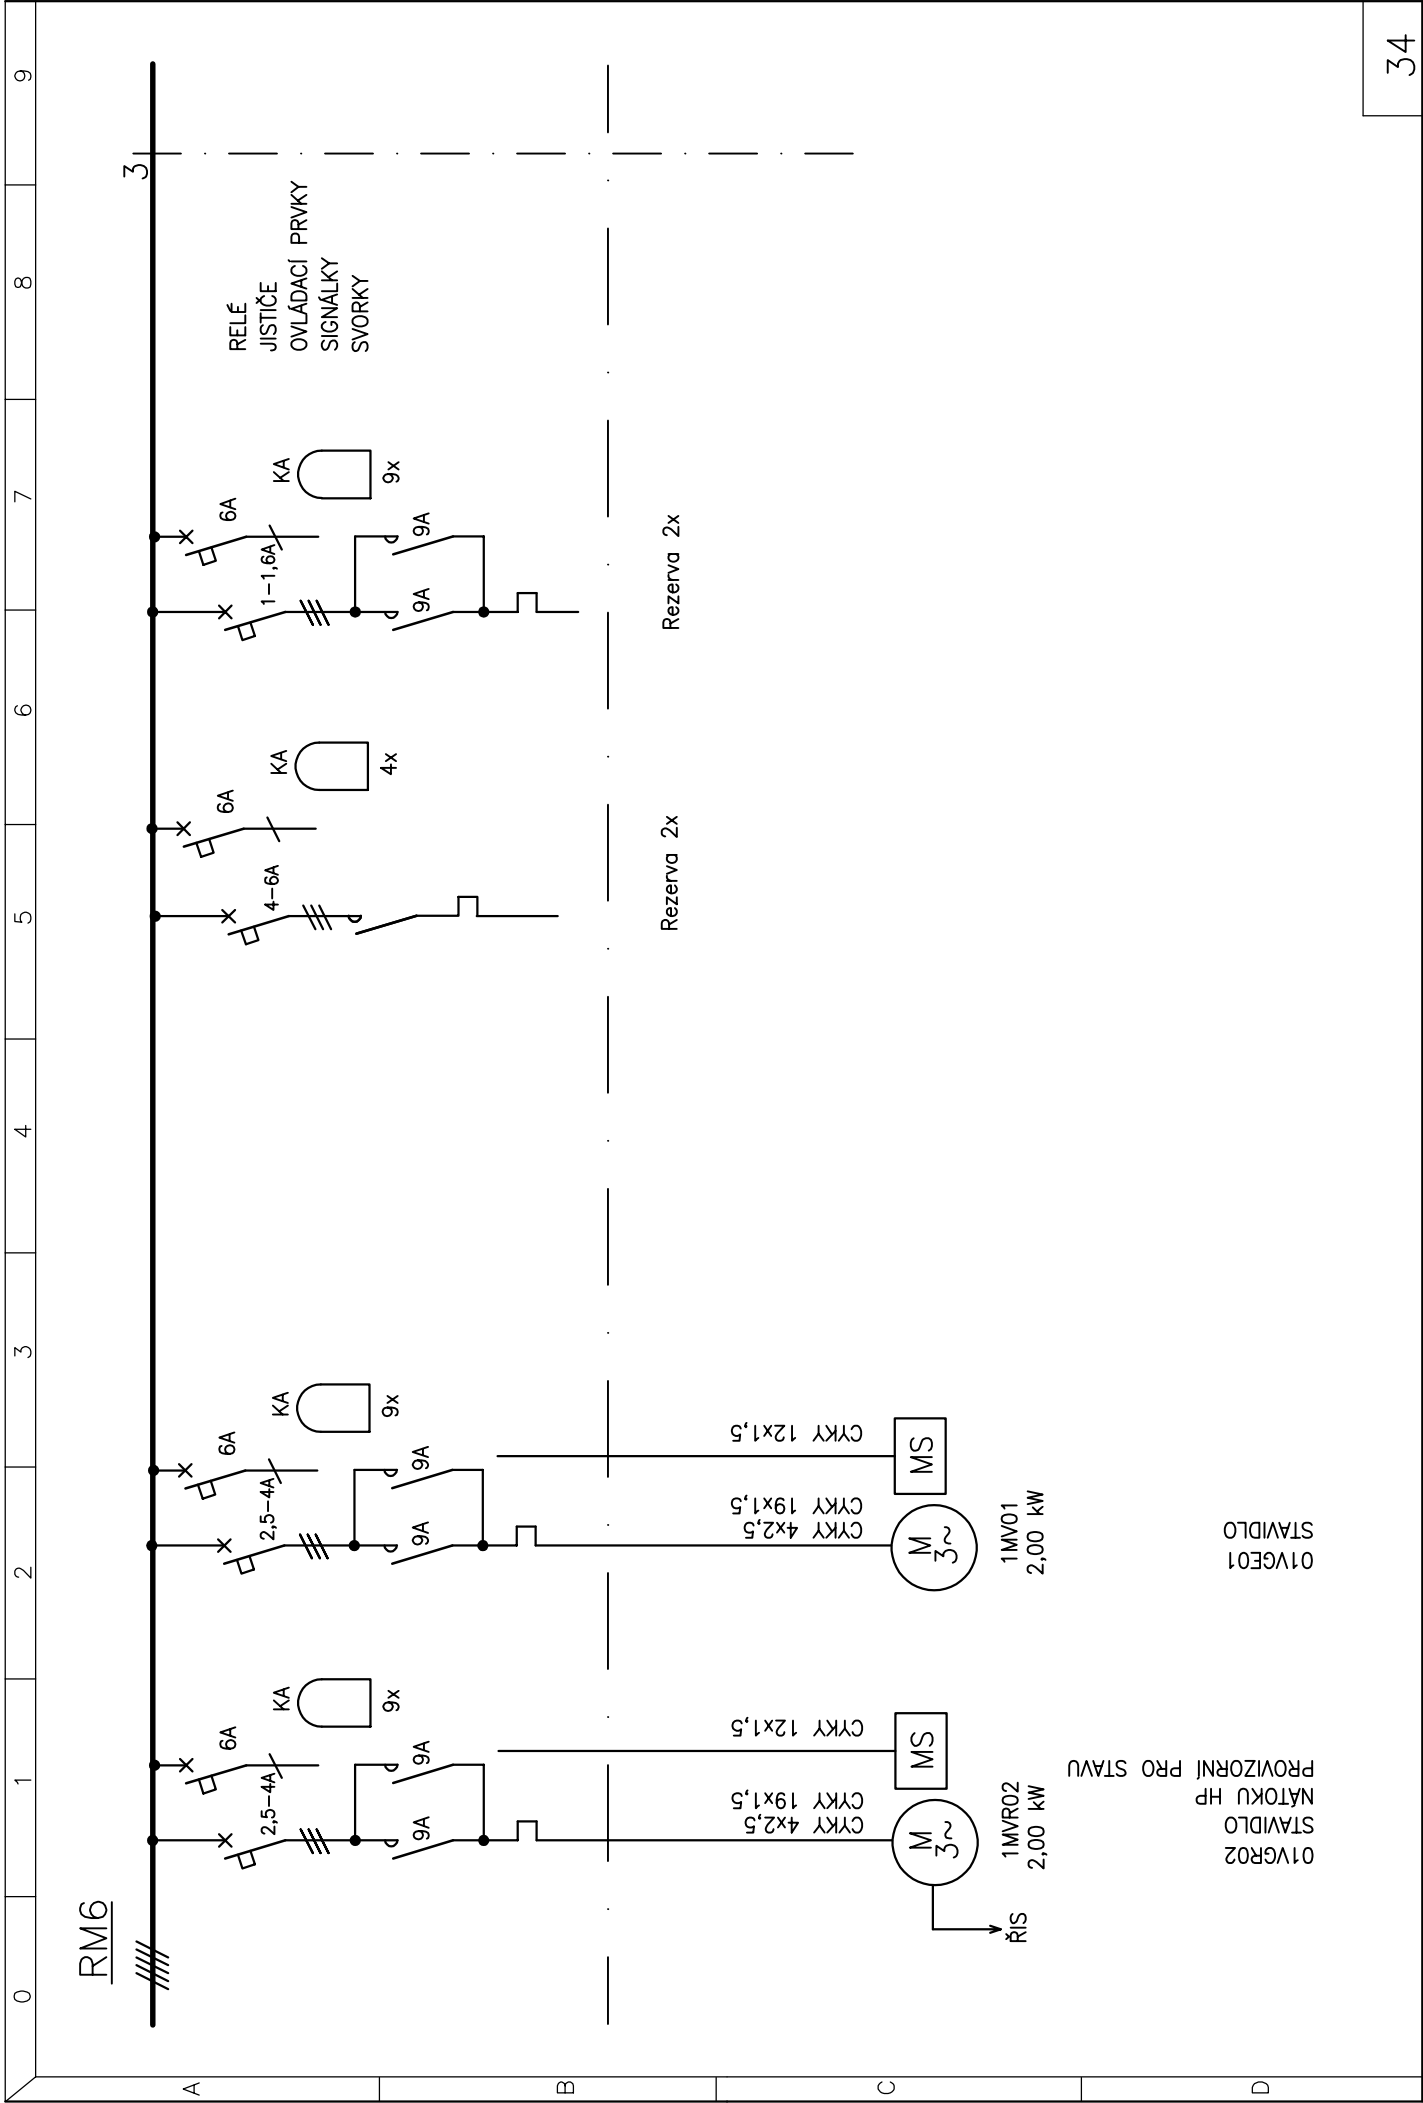 0 1 2 3 4 5 6 7 8 9
A
B
C
D
RM6
3
2,5–4A
6A
KA
9x
9A
9A
2,5–4A
6A
KA
9x
9A
9A
4–6A
6A
KA
4x
1–1,6A
6A
KA
9x
9A
9A
RELÉ
JISTIČE
OVLÁDACÍ PRVKY
SIGNÁLKY
SVORKY
Rezerva 2x
Rezerva 2x
CYKY 4x2,5
CYKY 19x1,5
CYKY 12x1,5
CYKY 4x2,5
CYKY 19x1,5
CYKY 12x1,5
M
3~
MS
M
3~
MS
ŘIS
1MVR02
2,00 kW
1MV01
2,00 kW
01VGR02
STAVIDLO
NÁTOKU HP
PROVIZORNÍ PRO STAVU
01VGE01
STAVIDLO
34